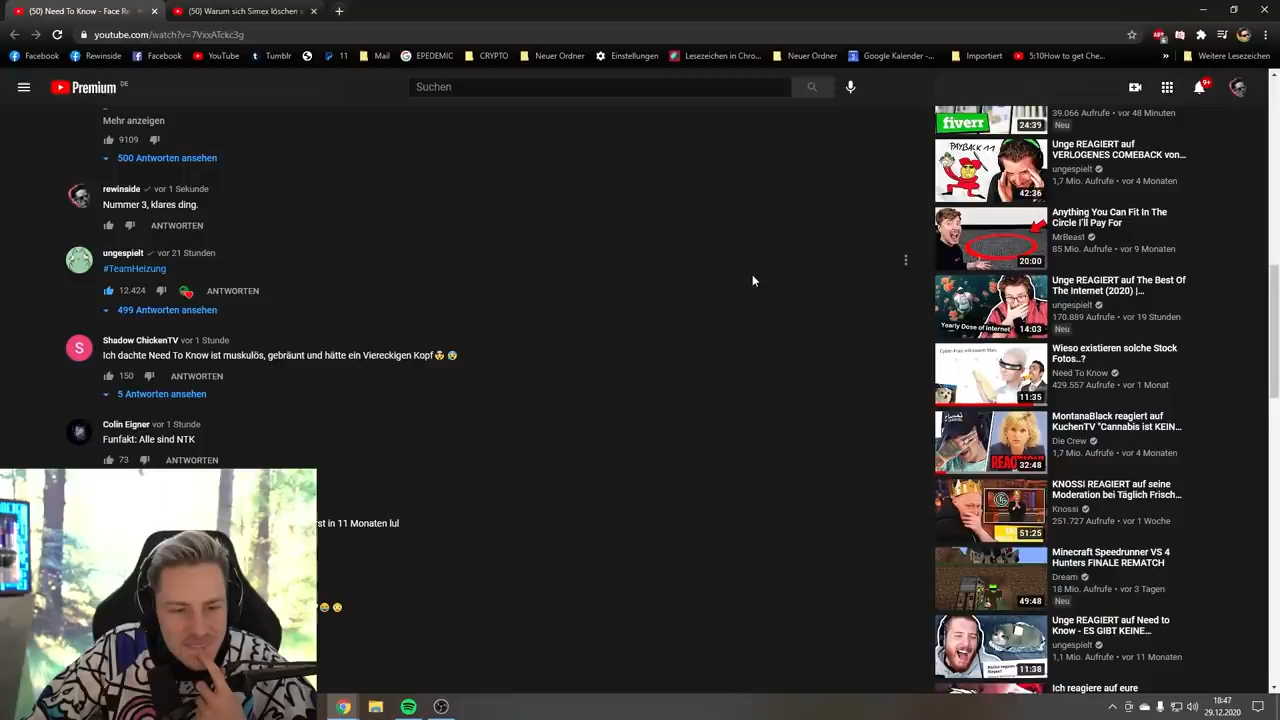 (50) Need To Know - Face Re
(50) Warum sich Simex löschen s
youtube.com/watch?v=7VxxATckc3g
Facebook
Rewinside
Facebook
YouTube
Tumblr
11
Mail
EPEDEMIC
CRYPTO
Neuer Ordner
Einstellungen
Lesezeichen in Chro...
Neuer Ordner
Google Kalender -...
Importiert
5:10How to get Che...
Weitere Lesezeichen
Premium DE
Suchen
9+
Mehr anzeigen
9109
500 Antworten ansehen
rewinside vor 1 Sekunde
Nummer 3, klares ding.
ANTWORTEN
ungespielt vor 21 Stunden
#TeamHeizung
12.424 ANTWORTEN
499 Antworten ansehen
Shadow ChickenTV vor 1 Stunde
150 ANTWORTEN
5 Antworten ansehen
Colin Eigner vor 1 Stunde
Funfakt: Alle sind NTK
73 ANTWORTEN
rst in 11 Monaten lul
fiverr
24:39
39.066 Aufrufe • vor 48 Minuten
Neu
PAYBACK
42:36
Unge REAGIERT auf
VERLOGENES COMEBACK von...
ungespielt
1,7 Mio. Aufrufe • vor 4 Monaten
20:00
Anything You Can Fit In The
Circle I'll Pay For
MrBeast
85 Mio. Aufrufe • vor 9 Monaten
Yearly Dose of Internet
14:03
Unge REAGIERT auf The Best Of
The Internet (2020) |...
ungespielt
170.889 Aufrufe • vor 19 Stunden
Neu
11:35
Wieso existieren solche Stock
Fotos..?
Need To Know
429.557 Aufrufe • vor 1 Monat
32:48
MontanaBlack reagiert auf
KuchenTV "Cannabis ist KEIN...
Die Crew
1,7 Mio. Aufrufe • vor 4 Monaten
51:25
KNOSSI REAGIERT auf seine
Moderation bei Täglich Frisch...
Knossi
251.727 Aufrufe • vor 1 Woche
49:48
Minecraft Speedrunner VS 4
Hunters FINALE REMATCH
Dream
18 Mio. Aufrufe • vor 3 Tagen
Neu
11:38
Unge REAGIERT auf Need to
Know - ES GIBT KEINE...
ungespielt
1,1 Mio. Aufrufe • vor 11 Monaten
Ich reagiere auf eure
18:47
29.12.2020